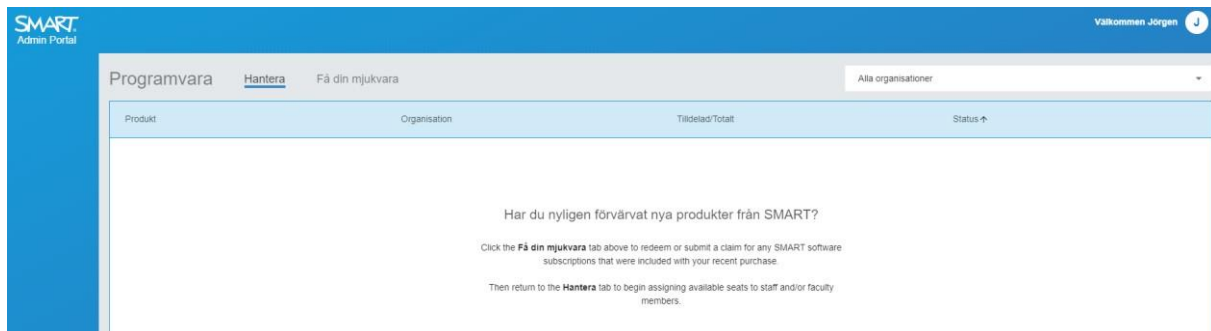 SMART
Admin Portal
Välkommen Jörgen J
Programvara Hantera Få din mjukvara Alla organisationer
Produkt Organisation Tilldelad/Totalt Status
Har du nyligen förvärvat nya produkter från SMART?
Click the Få din mjukvara tab above to redeem or submit a claim for any SMART software
subscriptions that were included with your recent purchase.
Then return to the Hantera tab to begin assigning available seats to staff and/or faculty
members.